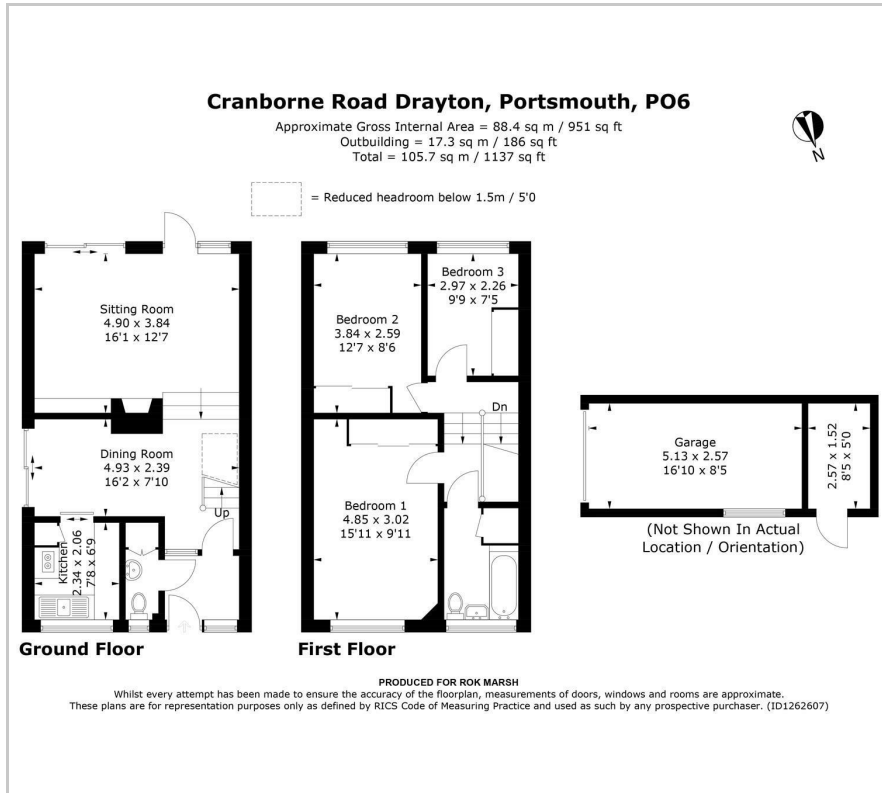 Cranborne Road Drayton, Portsmouth, PO6
Approximate Gross Internal Area = 88.4 sq m / 951 sq ft
Outbuilding = 17.3 sq m / 186 sq ft
Total = 105.7 sq m / 1137 sq ft
N
= Reduced headroom below 1.5m / 5'0
Sitting Room
4.90 x 3.84
16'1 x 12'7
Dining Room
4.93 x 2.39
16'2 x 7'10
Up
Kitchen
2.34 x 2.06
7'8 x 6'9
Ground Floor
Bedroom 3
2.97 x 2.26
9'9 x 7'5
Bedroom 2
3.84 x 2.59
12'7 x 8'6
Dn
Bedroom 1
4.85 x 3.02
15'11 x 9'11
First Floor
Garage
5.13 x 2.57
16'10 x 8'5
2.57 x 1.52
8'5 x 5'0
(Not Shown In Actual
Location / Orientation)
PRODUCED FOR ROK MARSH
Whilst every attempt has been made to ensure the accuracy of the floorplan, measurements of doors, windows and rooms are approximate.
These plans are for representation purposes only as defined by RICS Code of Measuring Practice and used as such by any prospective purchaser. (ID1262607)